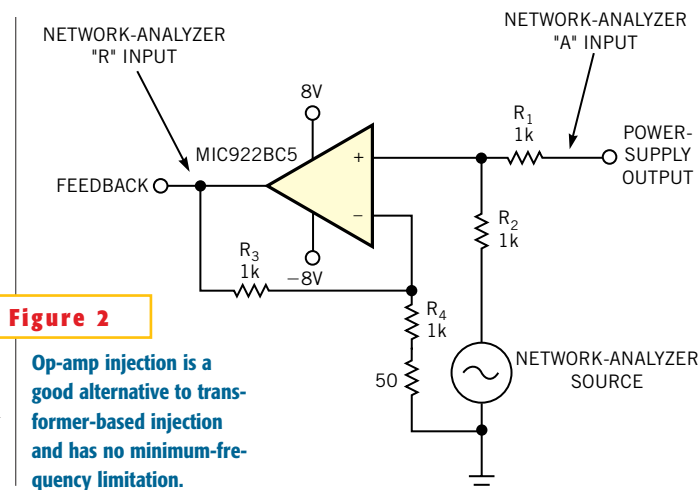 NETWORK-ANALYZER
"R" INPUT
NETWORK-ANALYZER
"A" INPUT
8V
R1
1k
POWER-
SUPPLY
OUTPUT
MIC922BC5
+
FEEDBACK
−
R2
1k
R3
1k
−8V
R4
1k
Figure 2
NETWORK-ANALYZER
SOURCE
50
Op-amp injection is a
good alternative to trans-
former-based injection
and has no minimum-fre-
quency limitation.